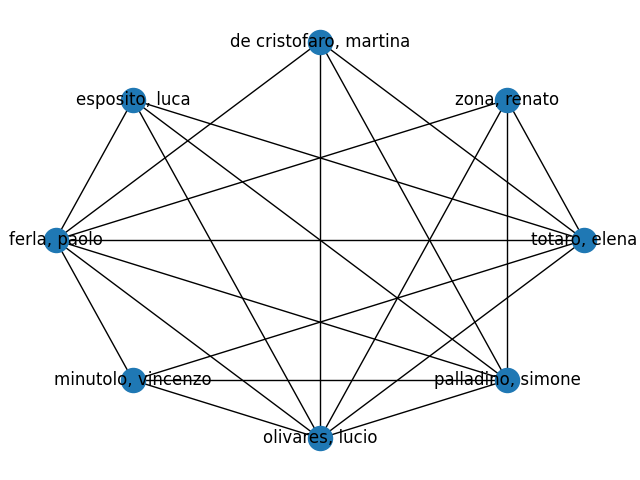 de cristofaro, martina
esposito, luca
zona, renato
ferla, paolo
totaro, elena
minutolo, vincenzo
palladino, simone
olivares, lucio